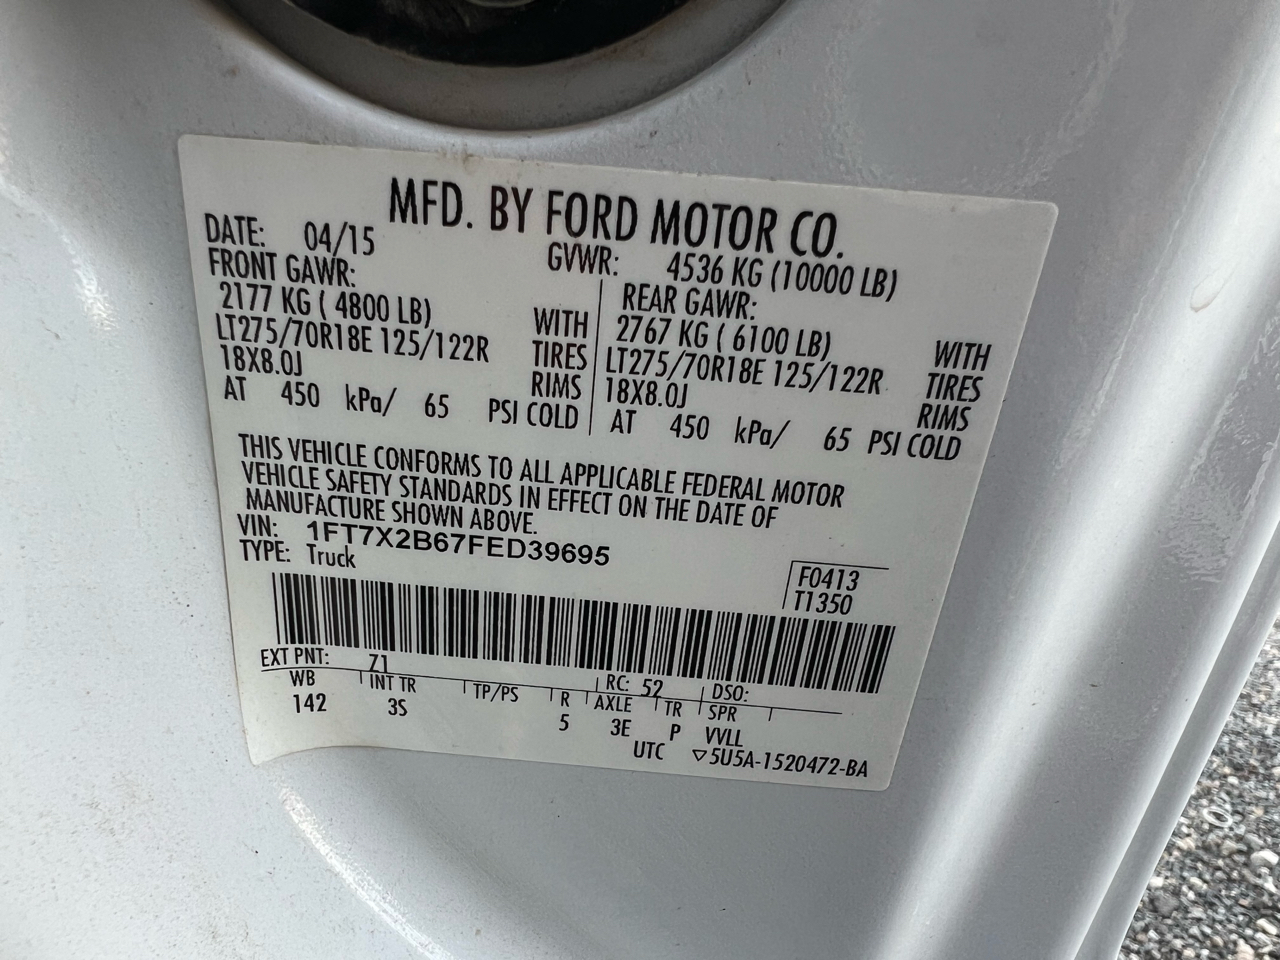 MFD. BY FORD MOTOR CO.
DATE: 04/15 GVWR: 4536 KG (10000 LB)
FRONT GAWR: REAR GAWR:
2177 KG ( 4800 LB) WITH 2767 KG ( 6100 LB) WITH
LT275/70R18E 125/122R TIRES LT275/70R18E 125/122R TIRES
18X8.0J RIMS 18X8.0J RIMS
AT 450 kPa/ 65 PSI COLD AT 450 kPa/ 65 PSI COLD
THIS VEHICLE CONFORMS TO ALL APPLICABLE FEDERAL MOTOR
VEHICLE SAFETY STANDARDS IN EFFECT ON THE DATE OF
MANUFACTURE SHOWN ABOVE.
VIN: 1FT7X2B67FED39695
TYPE: Truck
F0413
T1350
EXT PNT: Z1 RC: 52 DSO:
WB INT TR TP/PS R AXLE TR SPR
142 3S 5 3E P VVLL
UTC ▽5U5A-1520472-BA